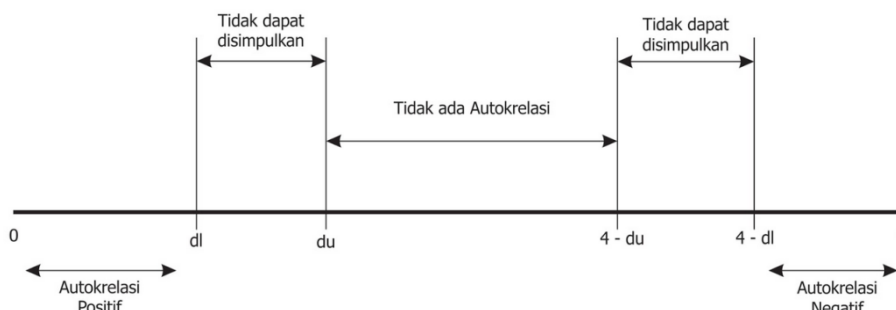 Tidak dapat
disimpulkan
Tidak dapat
disimpulkan
Tidak ada Autokrelasi
0
dl
du
4 - du
4 - dl
Autokrelasi
Positif
Autokrelasi
Negatif